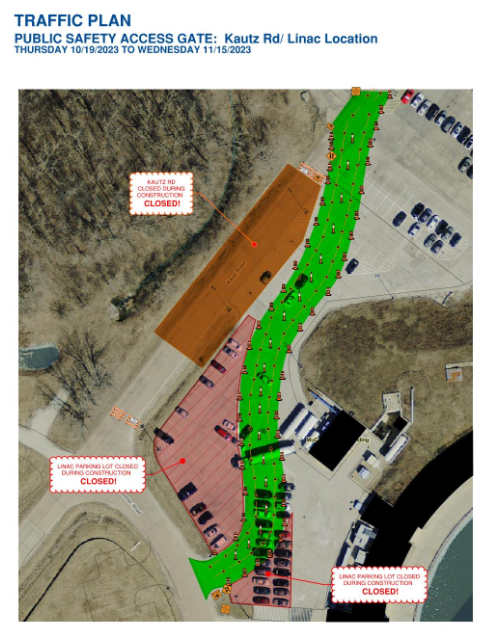 TRAFFIC PLAN
PUBLIC SAFETY ACCESS GATE: Kautz Rd/ Linac Location
THURSDAY 10/19/2023 TO WEDNESDAY 11/15/2023
KAUTZ RD
CLOSED DURING
CONSTRUCTION
CLOSED!
LINAC PARKING LOT CLOSED
DURING CONSTRUCTION
CLOSED!
LINAC PARKING LOT CLOSED
DURING CONSTRUCTION
CLOSED!